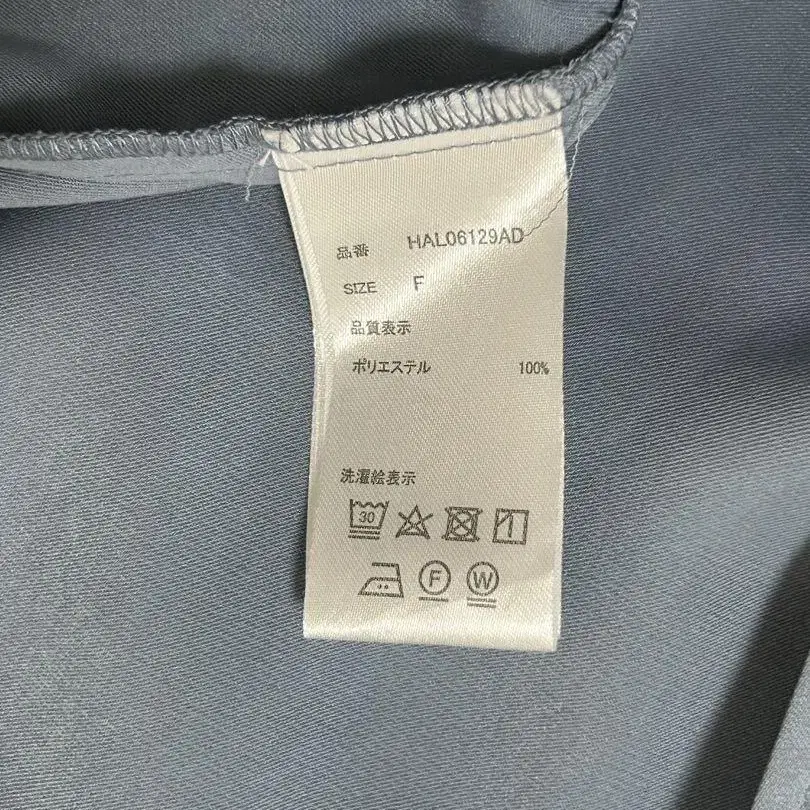 品番 HAL06129AD
SIZE F
品質表示
ポリエステル 100%
洗濯絵表示
30
F W